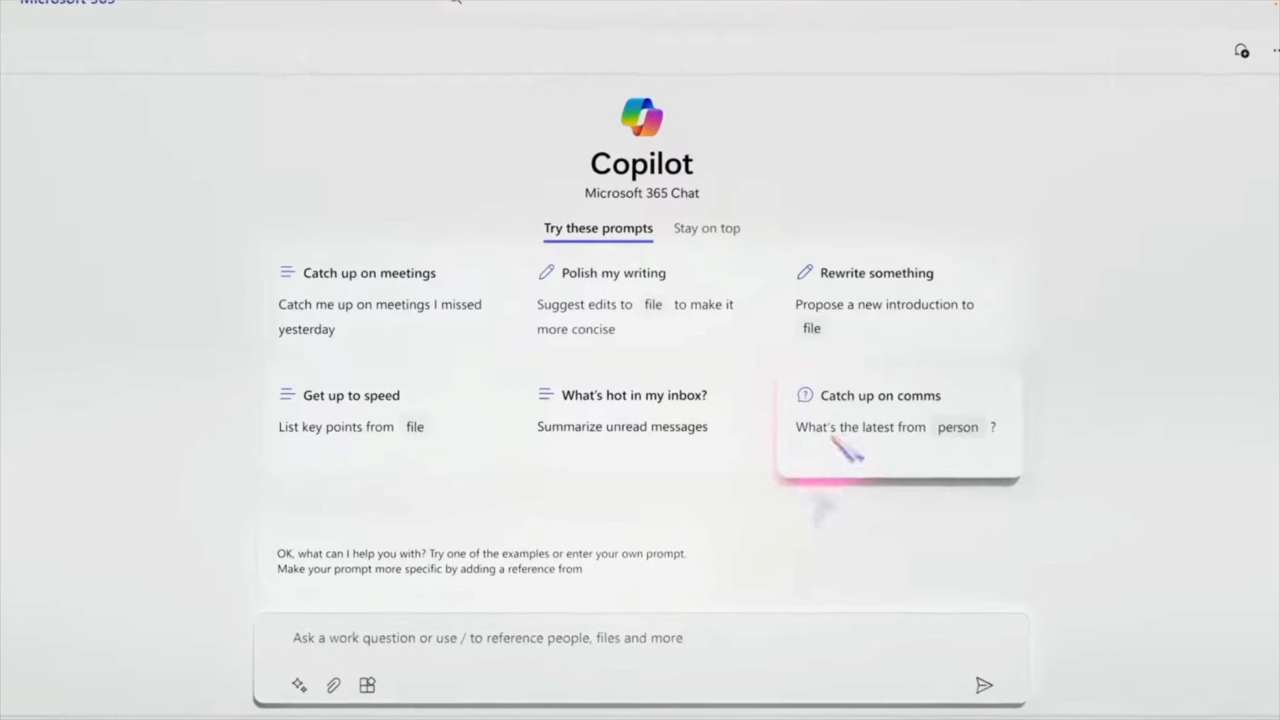 Microsoft 365
Copilot
Microsoft 365 Chat
Try these prompts Stay on top
Catch up on meetings
Catch me up on meetings I missed
yesterday
Polish my writing
Suggest edits to file to make it
more concise
Rewrite something
Propose a new introduction to
file
Get up to speed
List key points from file
What's hot in my inbox?
Summarize unread messages
Catch up on comms
What's the latest from person ?
OK, what can I help you with? Try one of the examples or enter your own prompt.
Make your prompt more specific by adding a reference from
Ask a work question or use / to reference people, files and more